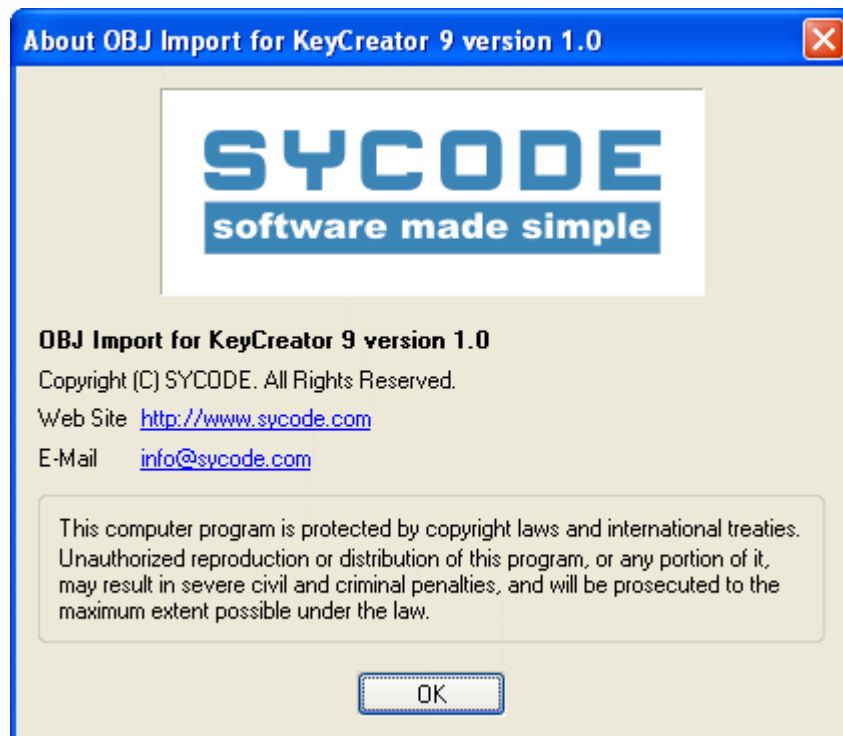 About OBJ Import for KeyCreator 9 version 1.0
SYCODE
software made simple
OBJ Import for KeyCreator 9 version 1.0
Copyright (C) SYCODE. All Rights Reserved.
Web Site http://www.sycode.com
E-Mail info@sycode.com
This computer program is protected by copyright laws and international treaties.
Unauthorized reproduction or distribution of this program, or any portion of it,
may result in severe civil and criminal penalties, and will be prosecuted to the
maximum extent possible under the law.
OK